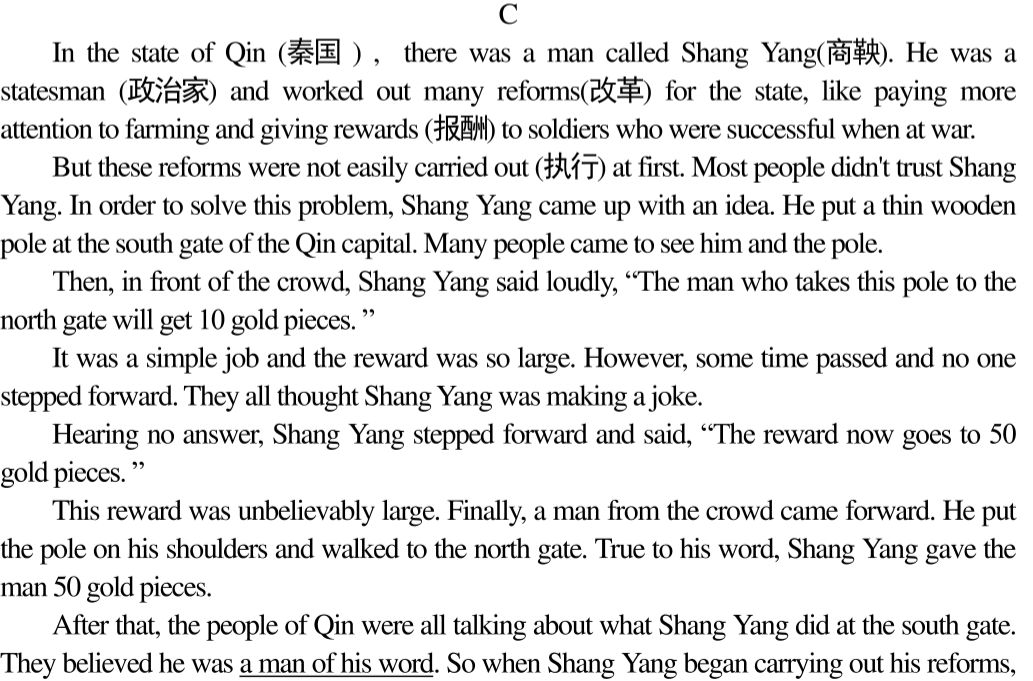 C
In the state of Qin (秦国 ) ,  there was a man called Shang Yang(商鞅). He was a
statesman (政治家) and worked out many reforms(改革) for the state, like paying more
attention to farming and giving rewards (报酬) to soldiers who were successful when at war.
But these reforms were not easily carried out (执行) at first. Most people didn't trust Shang
Yang. In order to solve this problem, Shang Yang came up with an idea. He put a thin wooden
pole at the south gate of the Qin capital. Many people came to see him and the pole.
Then, in front of the crowd, Shang Yang said loudly, “The man who takes this pole to the
north gate will get 10 gold pieces. ”
It was a simple job and the reward was so large. However, some time passed and no one
stepped forward. They all thought Shang Yang was making a joke.
Hearing no answer, Shang Yang stepped forward and said, “The reward now goes to 50
gold pieces. ”
This reward was unbelievably large. Finally, a man from the crowd came forward. He put
the pole on his shoulders and walked to the north gate. True to his word, Shang Yang gave the
man 50 gold pieces.
After that, the people of Qin were all talking about what Shang Yang did at the south gate.
They believed he was a man of his word. So when Shang Yang began carrying out his reforms,